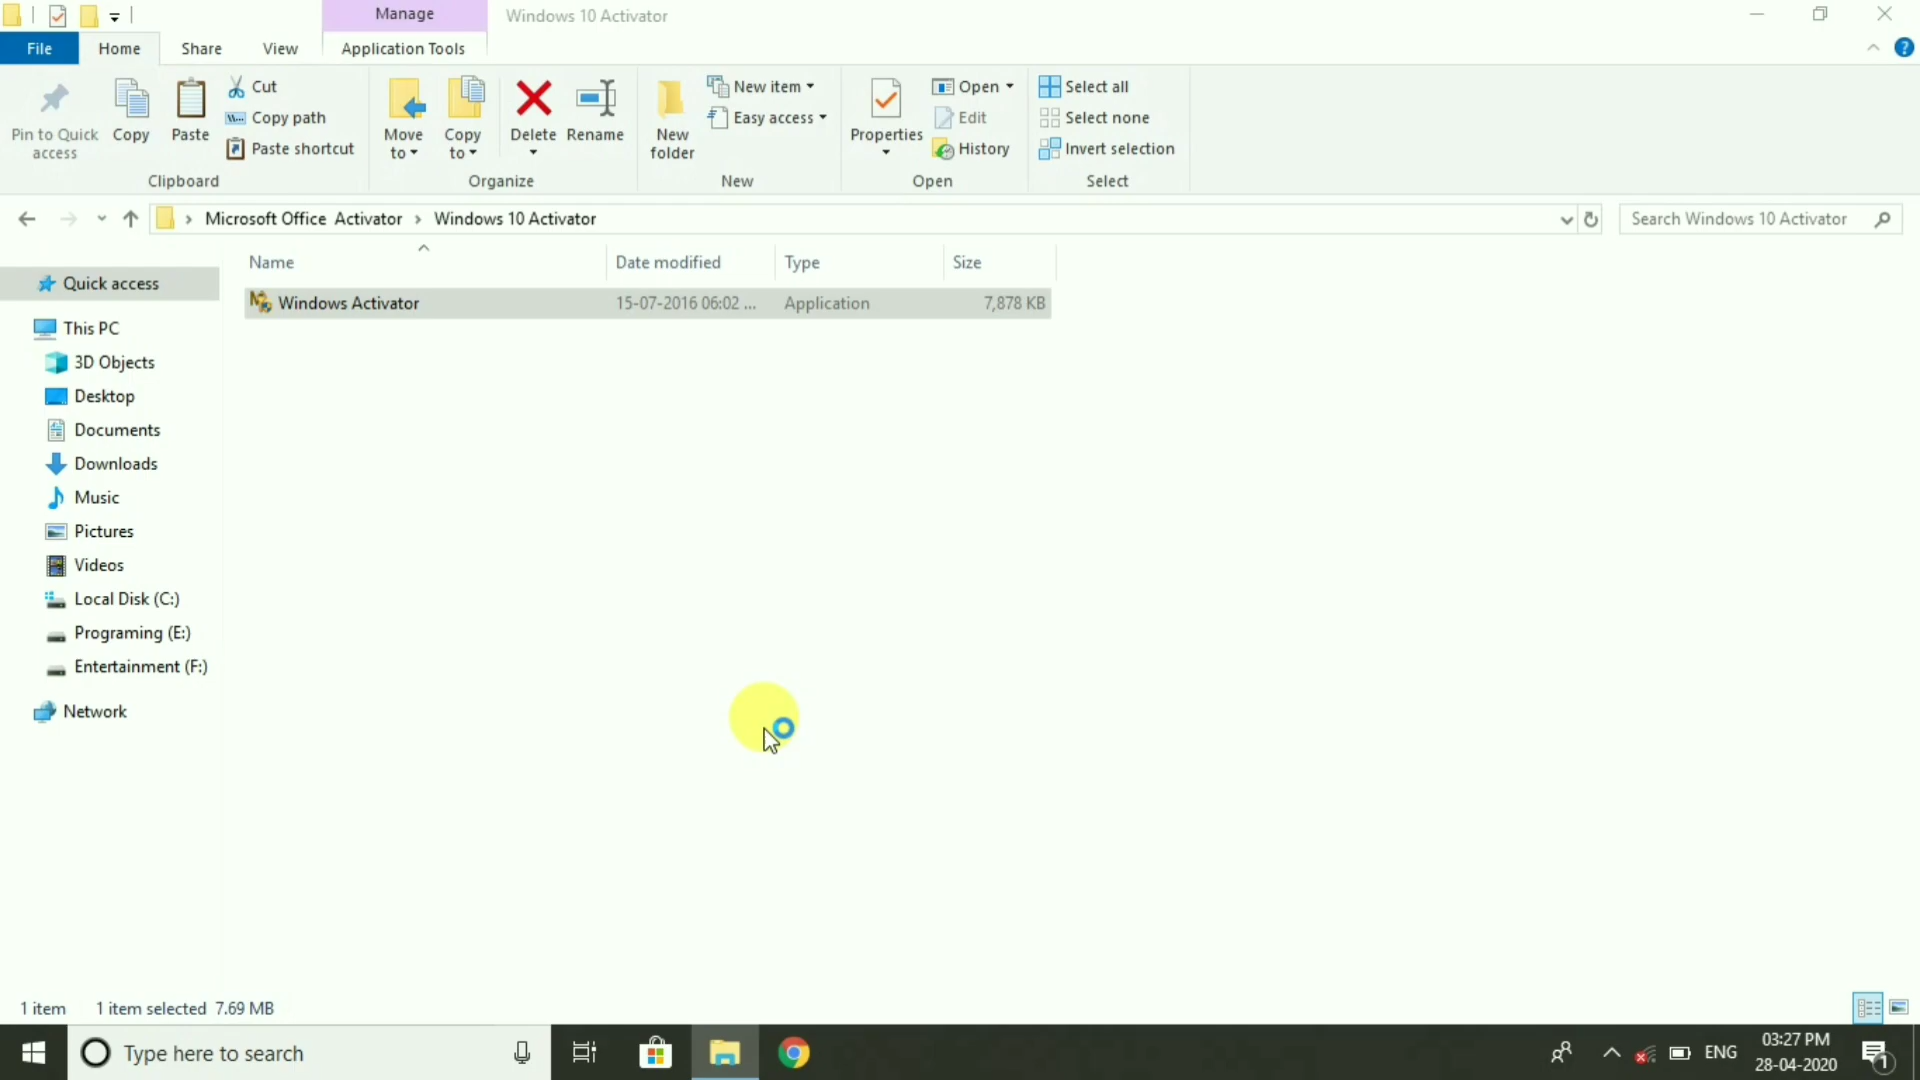 Manage
Windows 10 Activator
File
Home
Share
View
Application Tools
Pin to Quick access
Copy
Paste
Cut
Copy path
Paste shortcut
Move to
Copy to
Delete
Rename
New folder
New item
Easy access
Properties
Open
Edit
History
Select all
Select none
Invert selection
Clipboard
Organize
New
Open
Select
Microsoft Office Activator > Windows 10 Activator
Search Windows 10 Activator
Name
Date modified
Type
Size
Windows Activator
15-07-2016 06:02 ...
Application
7,878 KB
Quick access
This PC
3D Objects
Desktop
Documents
Downloads
Music
Pictures
Videos
Local Disk (C:)
Programing (E:)
Entertainment (F:)
Network
1 item
1 item selected 7.69 MB
Type here to search
ENG
03:27 PM
28-04-2020
1